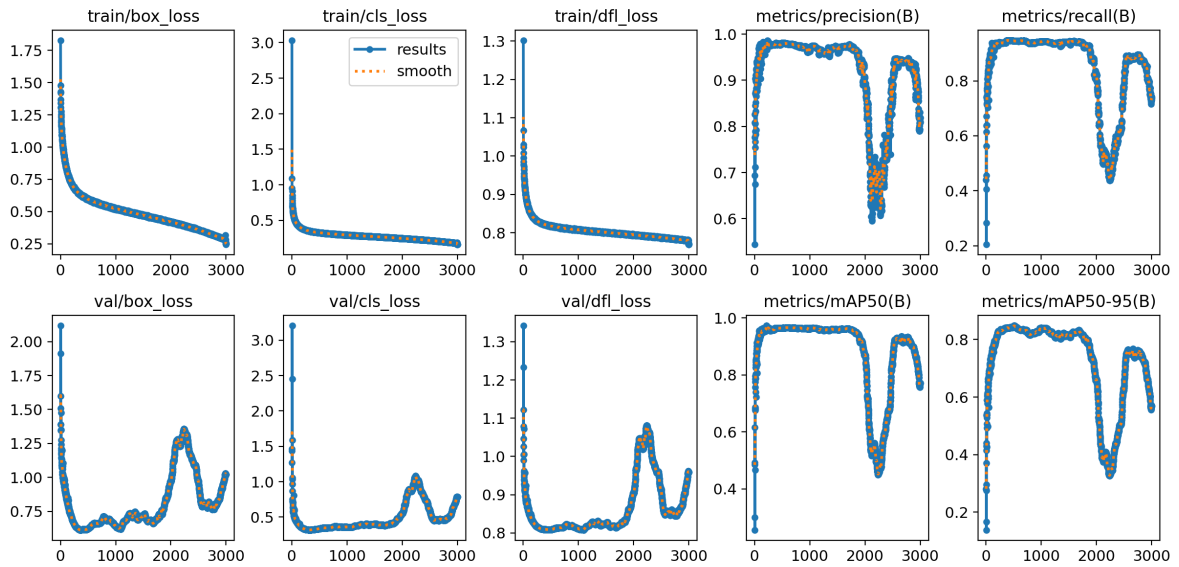 train/box_loss
train/cls_loss
train/dfl_loss
metrics/precision(B)
metrics/recall(B)
1.75
1.50
1.25
1.00
0.75
0.50
0.25
0 1000 2000 3000
3.0
2.5
2.0
1.5
1.0
0.5
results
smooth
0 1000 2000 3000
1.3
1.2
1.1
1.0
0.9
0.8
0 1000 2000 3000
1.0
0.9
0.8
0.7
0.6
0 1000 2000 3000
0.8
0.6
0.4
0.2
0 1000 2000 3000
val/box_loss
val/cls_loss
val/dfl_loss
metrics/mAP50(B)
metrics/mAP50-95(B)
2.00
1.75
1.50
1.25
1.00
0.75
0 1000 2000 3000
3.0
2.5
2.0
1.5
1.0
0.5
0 1000 2000 3000
1.3
1.2
1.1
1.0
0.9
0.8
0 1000 2000 3000
1.0
0.8
0.6
0.4
0 1000 2000 3000
0.8
0.6
0.4
0.2
0 1000 2000 3000